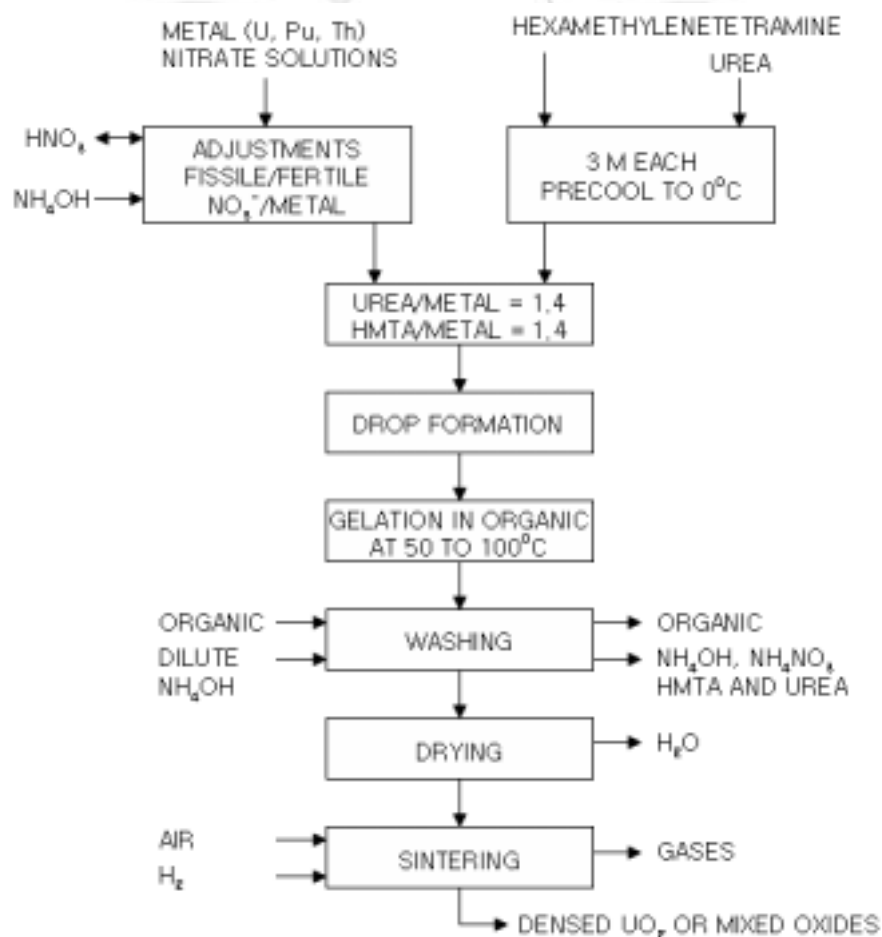 METAL (U, Pu, Th)
NITRATE SOLUTIONS
HEXAMETHYLENETETRAMINE
UREA
HNO₃
NH₄OH
ADJUSTMENTS
FISSILE/FERTILE
NO₃⁻/METAL
3 M EACH
PRECOOL TO 0°C
UREA/METAL = 1,4
HMTA/METAL = 1,4
DROP FORMATION
GELATION IN ORGANIC
AT 50 TO 100°C
ORGANIC
DILUTE
NH₄OH
WASHING
ORGANIC
NH₄OH, NH₄NO₃
HMTA AND UREA
DRYING
H₂O
AIR
H₂
SINTERING
GASES
DENSED UO₂ OR MIXED OXIDES